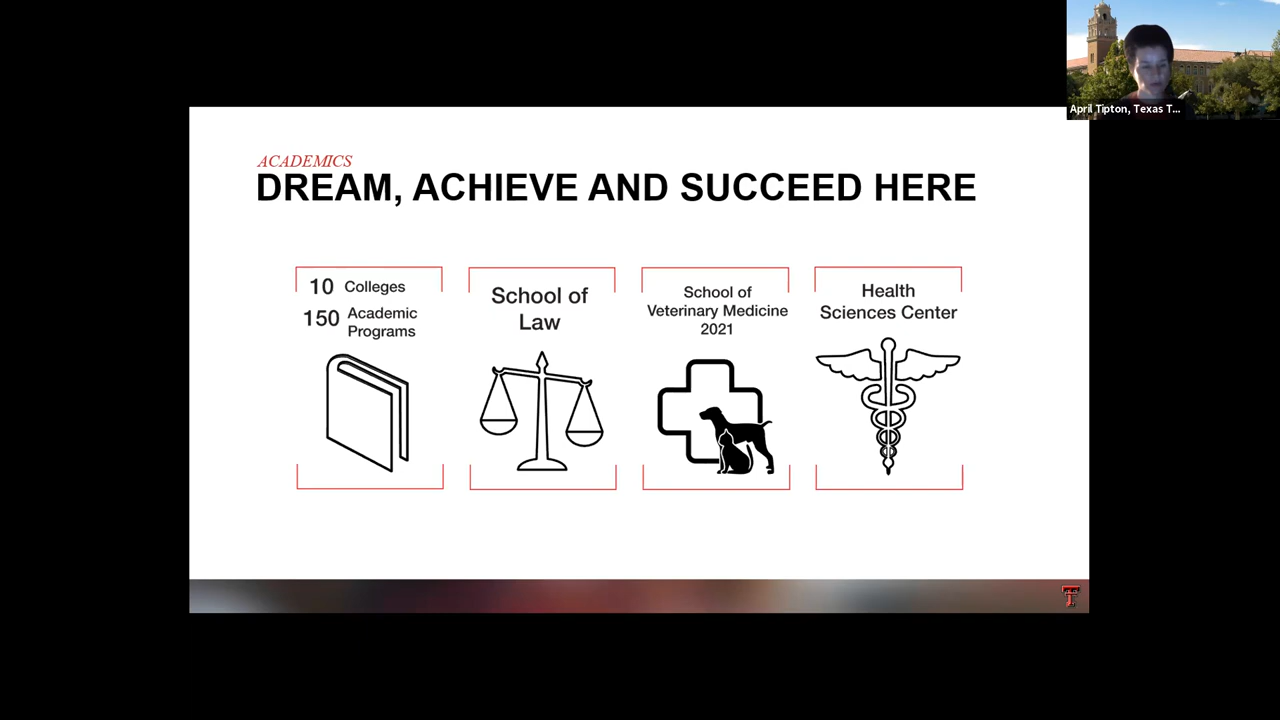 April Tipton, Texas T...
ACADEMICS
DREAM, ACHIEVE AND SUCCEED HERE
10 Colleges
150 Academic
Programs
School of
Law
School of
Veterinary Medicine
2021
Health
Sciences Center